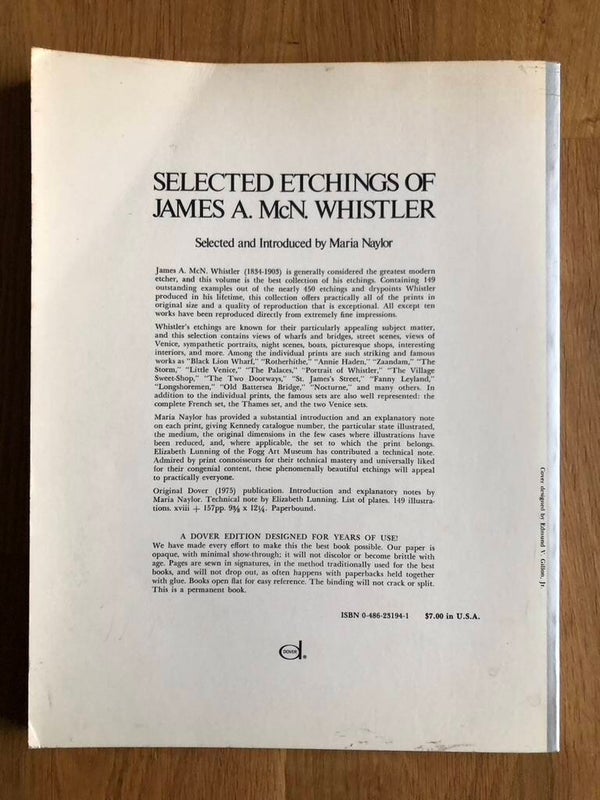 SELECTED ETCHINGS OF
JAMES A. McN. WHISTLER
Selected and Introduced by Maria Naylor
James A. McN. Whistler (1834-1903) is generally considered the greatest modern
etcher, and this volume is the best collection of his etchings. Containing 149
outstanding examples out of the nearly 450 etchings and drypoints Whistler
produced in his lifetime, this collection offers practically all of the prints in
original size and a quality of reproduction that is exceptional. All except ten
works have been reproduced directly from extremely fine impressions.
Whistler's etchings are known for their particularly appealing subject matter,
and this selection contains views of wharfs and bridges, street scenes, views of
Venice, sympathetic portraits, night scenes, boats, picturesque shops, interesting
interiors, and more. Among the individual prints are such striking and famous
works as "Black Lion Wharf," "Rotherhithe," "Annie Haden," "Zaandam," "The
Storm," "Little Venice," "The Palaces," "Portrait of Whistler," "The Village
Sweet-Shop," "The Two Doorways," "St. James's Street," "Fanny Leyland,"
"Longshoremen," "Old Battersea Bridge," "Nocturne," and many others. In
addition to the individual prints, the famous sets are also well represented: the
complete French set, the Thames set, and the two Venice sets.
Maria Naylor has provided a substantial introduction and an explanatory note
on each print, giving Kennedy catalogue number, the particular state illustrated,
the medium, the original dimensions in the few cases where illustrations have
been reduced, and, where applicable, the set to which the print belongs.
Elizabeth Lunning of the Fogg Art Museum has contributed a technical note.
Admired by print connoisseurs for their technical mastery and universally liked
for their congenial content, these phenomenally beautiful etchings will appeal
to practically everyone.
Original Dover (1975) publication. Introduction and explanatory notes by
Maria Naylor. Technical note by Elizabeth Lunning. List of plates. 149 illustra-
tions. xviii + 157pp. 9⅜ x 12¼. Paperbound.
A DOVER EDITION DESIGNED FOR YEARS OF USE!
We have made every effort to make this the best book possible. Our paper is
opaque, with minimal show-through; it will not discolor or become brittle with
age. Pages are sewn in signatures, in the method traditionally used for the best
books, and will not drop out, as often happens with paperbacks held together
with glue. Books open flat for easy reference. The binding will not crack or split.
This is a permanent book.
ISBN 0-486-23194-1 $7.00 in U.S.A.
DOVER
Cover designed by Edmund V. Gillon, Jr.